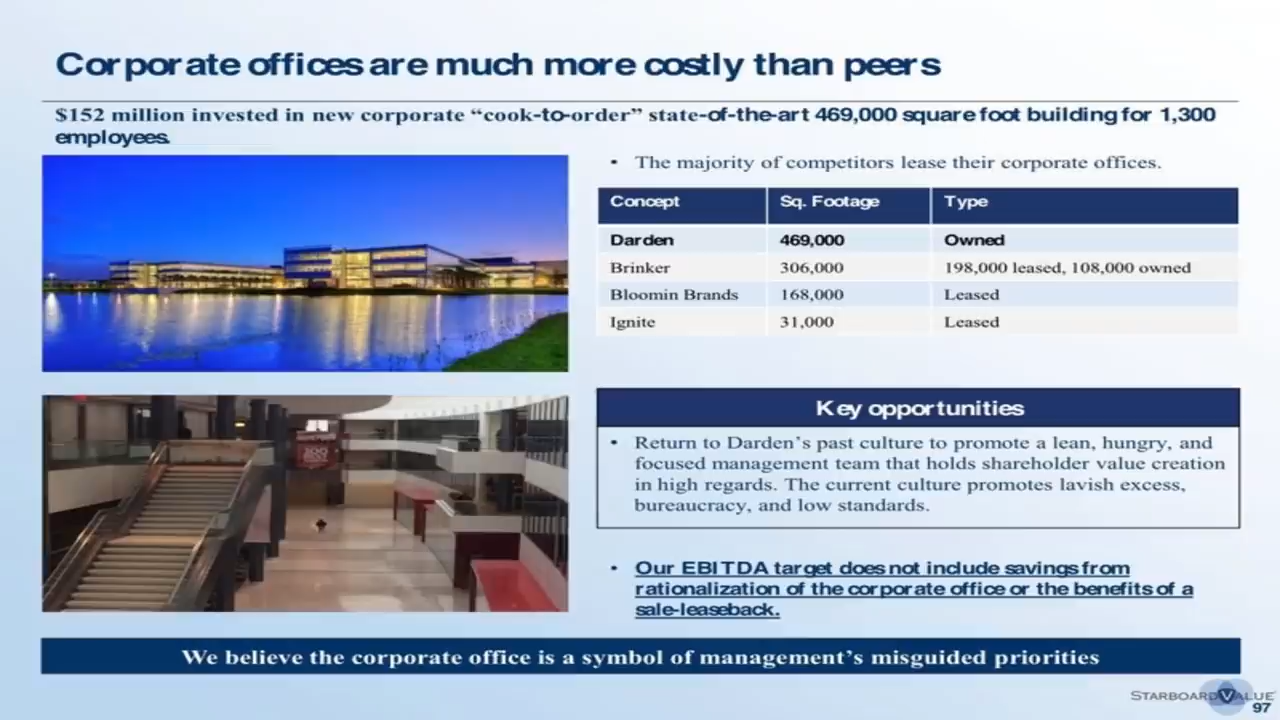 Corporate offices are much more costly than peers
$152 million invested in new corporate “cook-to-order” state-of-the-art 469,000 square foot building for 1,300
employees.
• The majority of competitors lease their corporate offices.
Concept Sq. Footage Type
Darden 469,000 Owned
Brinker 306,000 198,000 leased, 108,000 owned
Bloomin Brands 168,000 Leased
Ignite 31,000 Leased
Key opportunities
• Return to Darden’s past culture to promote a lean, hungry, and
focused management team that holds shareholder value creation
in high regards. The current culture promotes lavish excess,
bureaucracy, and low standards.
• Our EBITDA target does not include savings from
rationalization of the corporate office or the benefits of a
sale-leaseback.
We believe the corporate office is a symbol of management’s misguided priorities
STARBOARD VALUE
97